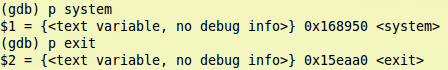 (gdb) p system
$1 = {<text variable, no debug info>} 0x168950 <system>
(gdb) p exit
$2 = {<text variable, no debug info>} 0x15eaa0 <exit>